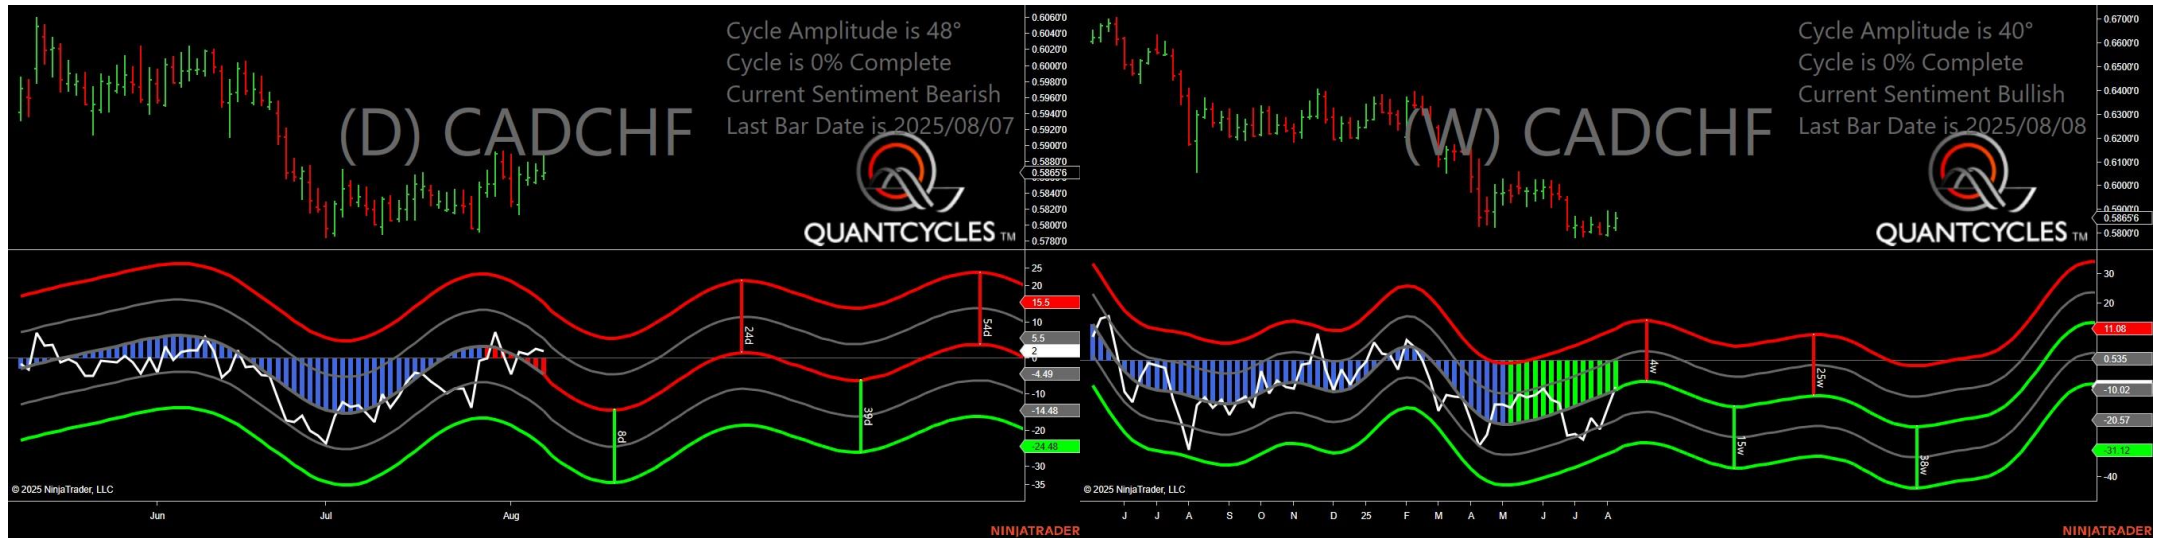 Cycle Amplitude is 48°
Cycle is 0% Complete
Current Sentiment Bearish
Last Bar Date is 2025/08/07
(D) CADCHF
QUANTCYCLES TM
0.6060'0
0.6040'0
0.6020'0
0.6000'0
0.5980'0
0.5960'0
0.5940'0
0.5920'0
0.5900'0
0.5880'0
0.5865'6
0.5840'0
0.5820'0
0.5800'0
0.5780'0
25
20
15.5
10
5.5
2
-4.49
-10
-14.48
-20
-24.48
-30
-35
8d
24d
39d
54d
© 2025 NinjaTrader, LLC
Jun Jul Aug
NINJATRADER
Cycle Amplitude is 40°
Cycle is 0% Complete
Current Sentiment Bullish
Last Bar Date is 2025/08/08
(W) CADCHF
QUANTCYCLES TM
0.6700'0
0.6600'0
0.6500'0
0.6400'0
0.6300'0
0.6200'0
0.6100'0
0.6000'0
0.5900'0
0.5865'6
0.5800'0
30
20
11.08
0.535
-10.02
-20.57
-31.12
-40
4w
15w
25w
38w
© 2025 NinjaTrader, LLC
J J A S O N D 25 F M A M J J A
NINJATRADER